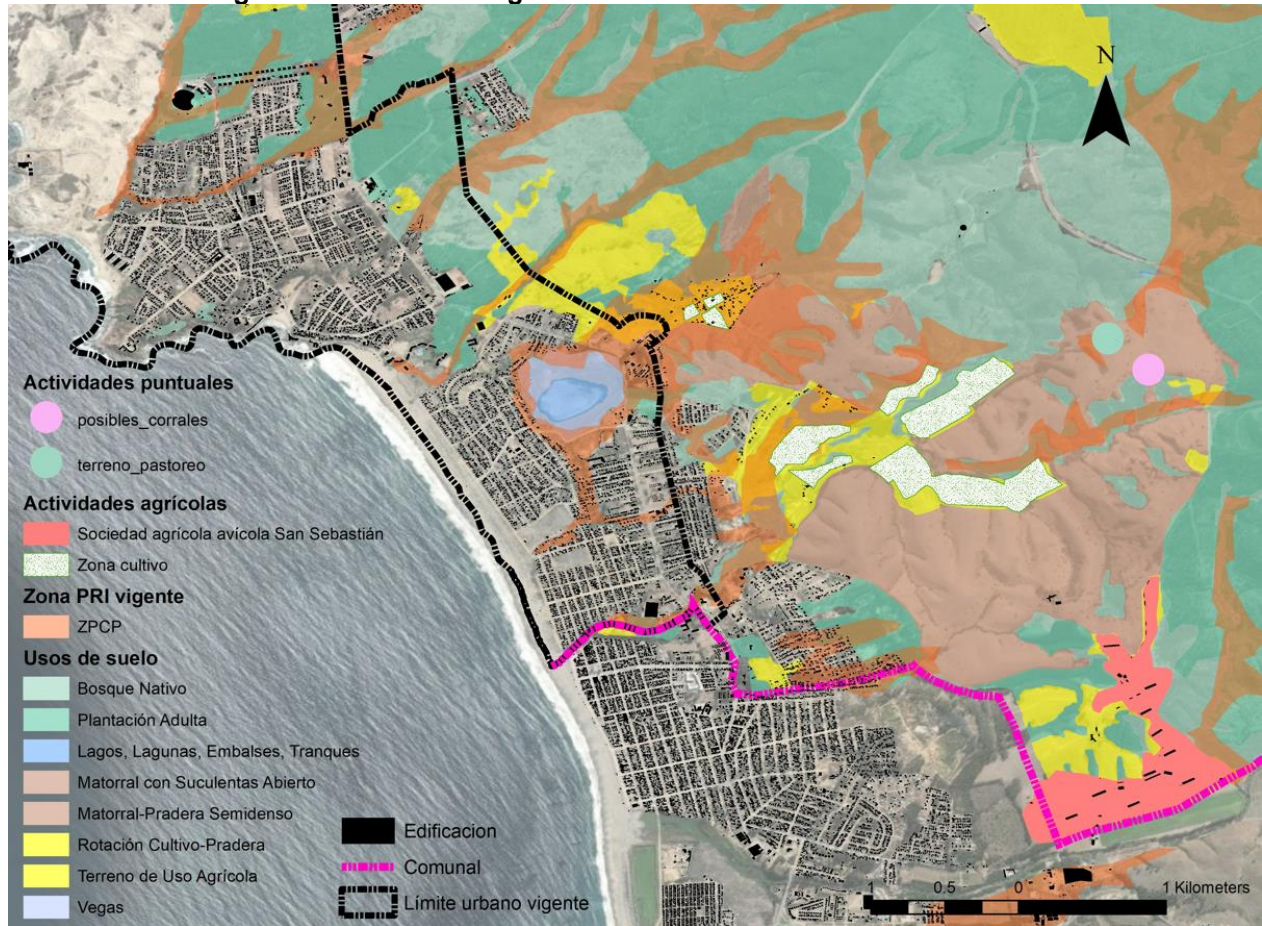 N
Actividades puntuales
posibles_corrales
terreno_pastoreo
Actividades agrícolas
Sociedad agrícola avícola San Sebastián
Zona cultivo
Zona PRI vigente
ZPCP
Usos de suelo
Bosque Nativo
Plantación Adulta
Lagos, Lagunas, Embalses, Tranques
Matorral con Suculentas Abierto
Matorral-Pradera Semidenso
Rotación Cultivo-Pradera
Terreno de Uso Agrícola
Vegas
Edificacion
Comunal
Límite urbano vigente
1 0.5 0 1 Kilometers